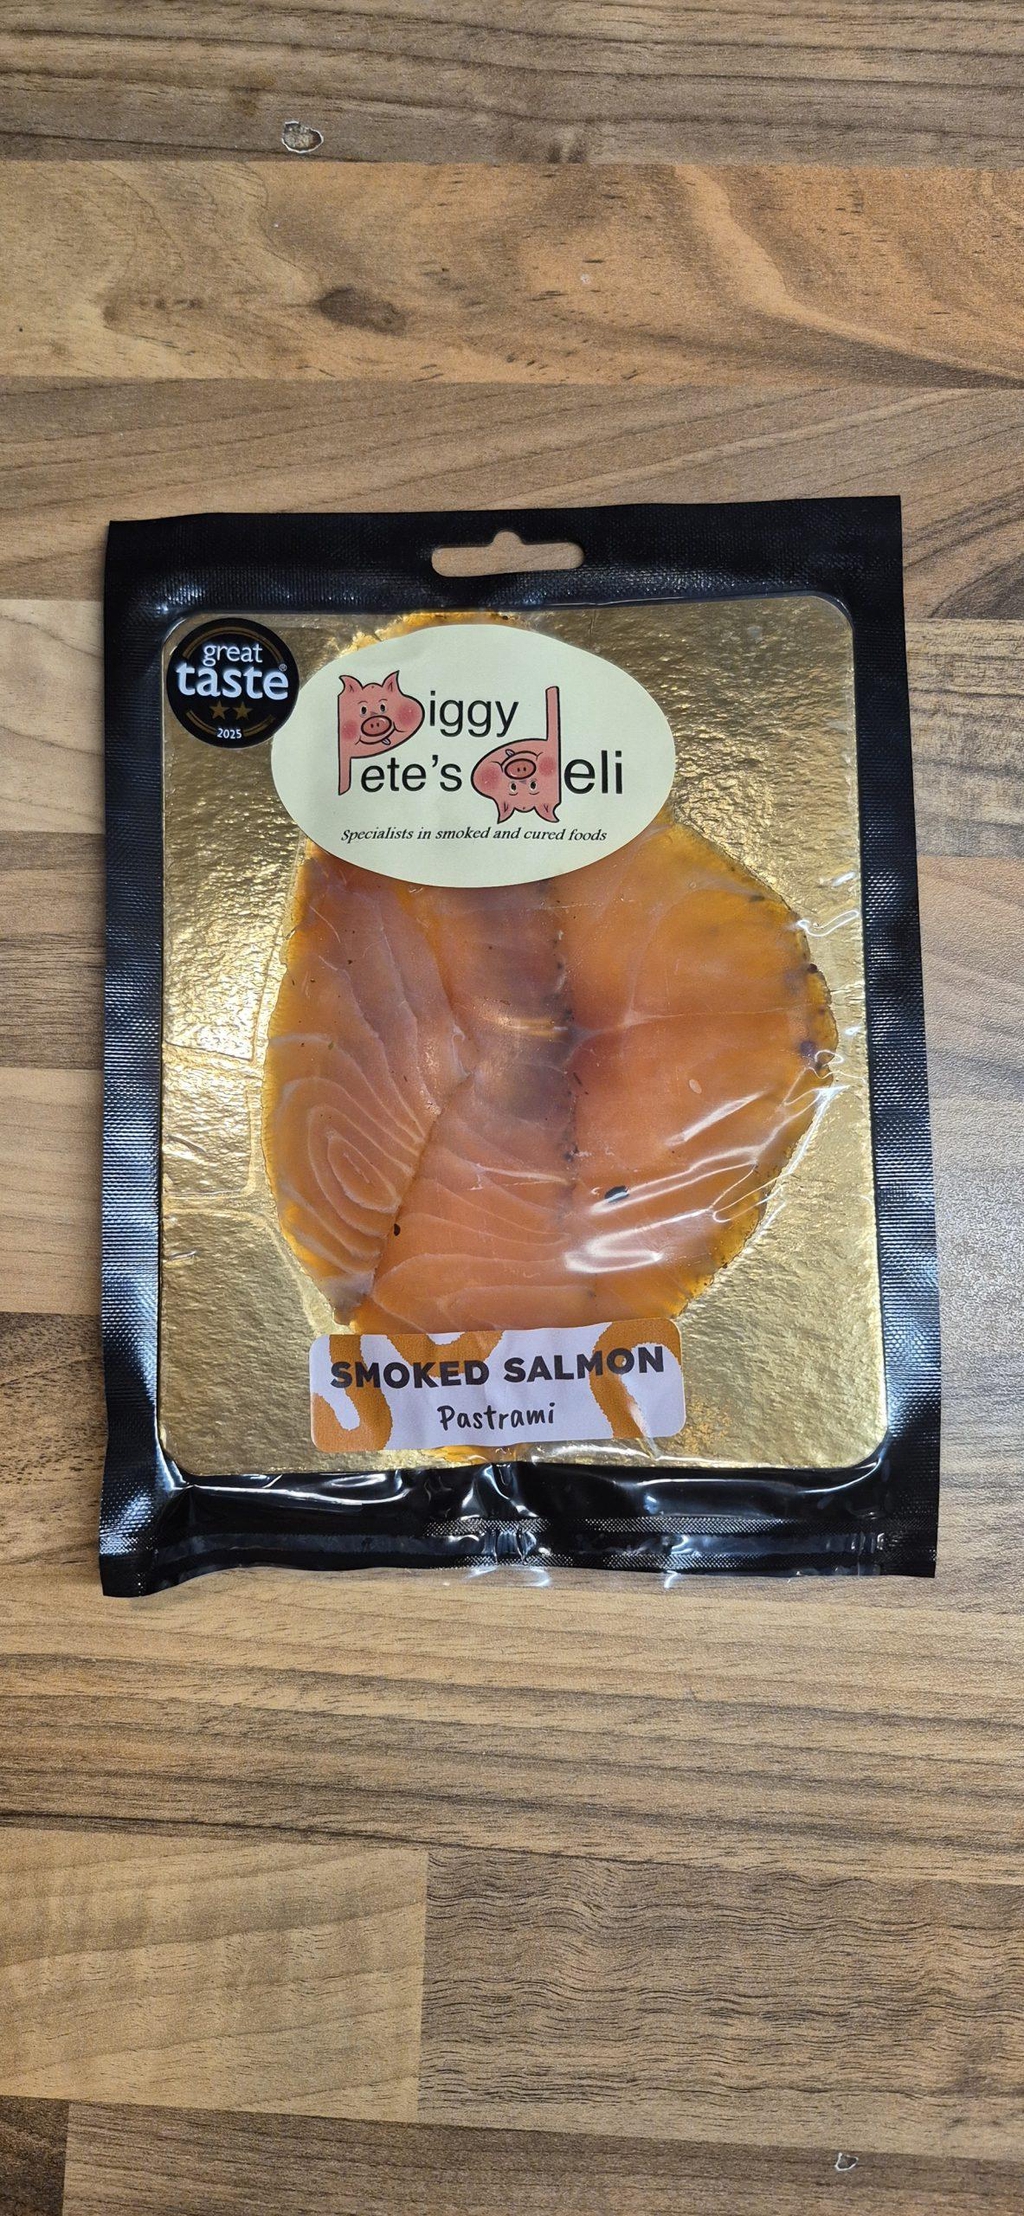 great
taste®
2025
Piggy
Pete's deli
Specialists in smoked and cured foods
SMOKED SALMON
Pastrami